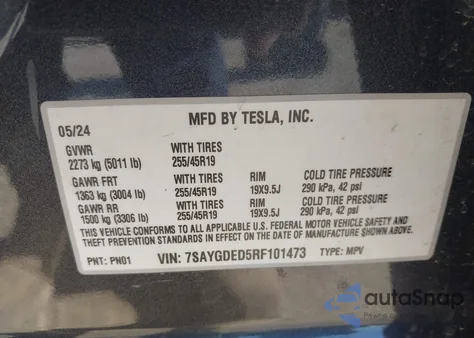 MFD BY TESLA, INC.
05/24
GVWR WITH TIRES
2273 kg (5011 lb) 255/45R19
GAWR FRT WITH TIRES RIM COLD TIRE PRESSURE
1363 kg (3004 lb) 255/45R19 19X9.5J 290 kPa, 42 psi
GAWR RR WITH TIRES RIM COLD TIRE PRESSURE
1500 kg (3306 lb) 255/45R19 19X9.5J 290 kPa, 42 psi
THIS VEHICLE CONFORMS TO ALL APPLICABLE U.S. FEDERAL MOTOR VEHICLE SAFETY AND
THEFT PREVENTION STANDARDS IN EFFECT ON THE DATE OF MANUFACTURE SHOWN ABOVE.
PNT: PN01 VIN: 7SAYGDED5RF101473 TYPE: MPV
autoSnap